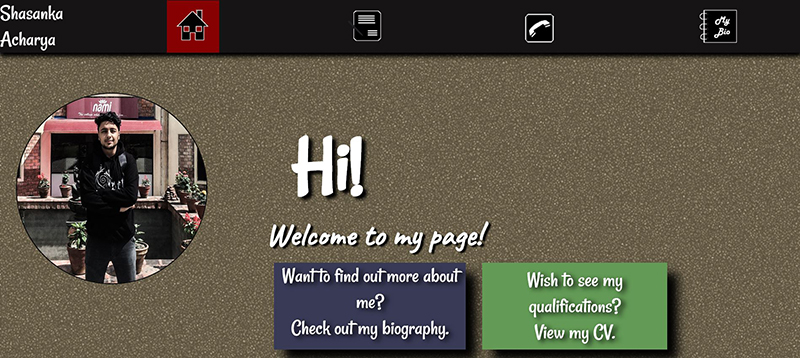 Shasanka
Acharya
My
Bio
nami
Hi!
Welcome to my page!
Want to find out more about
me?
Check out my biography.
Wish to see my
qualifications?
View my CV.